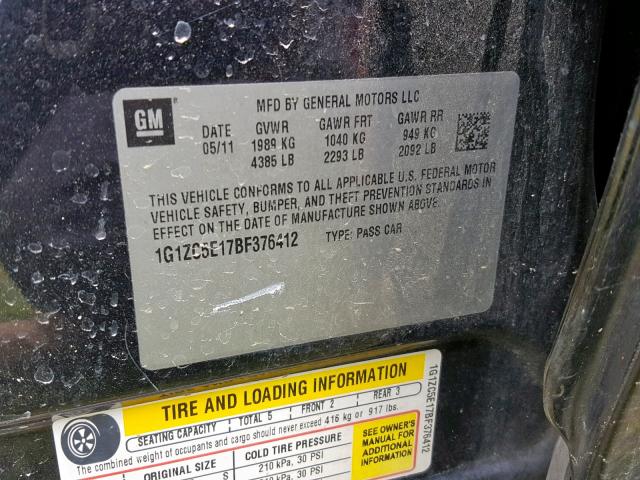 GM
MFD BY GENERAL MOTORS LLC
DATE GVWR GAWR FRT GAWR RR
05/11 1989 KG 1040 KG 949 KG
4385 LB 2293 LB 2092 LB
THIS VEHICLE CONFORMS TO ALL APPLICABLE U.S. FEDERAL MOTOR
VEHICLE SAFETY, BUMPER, AND THEFT PREVENTION STANDARDS IN
EFFECT ON THE DATE OF MANUFACTURE SHOWN ABOVE.
1G1ZC5E17BF376412 TYPE: PASS CAR
TIRE AND LOADING INFORMATION
SEATING CAPACITY TOTAL 5 FRONT 2 REAR 3
The combined weight of occupants and cargo should never exceed 416 kg or 917 lbs.
ORIGINAL SIZE COLD TIRE PRESSURE
210 kPa, 30 PSI
SEE OWNER'S
MANUAL FOR
ADDITIONAL
INFORMATION
1G1ZC5E17BF376412